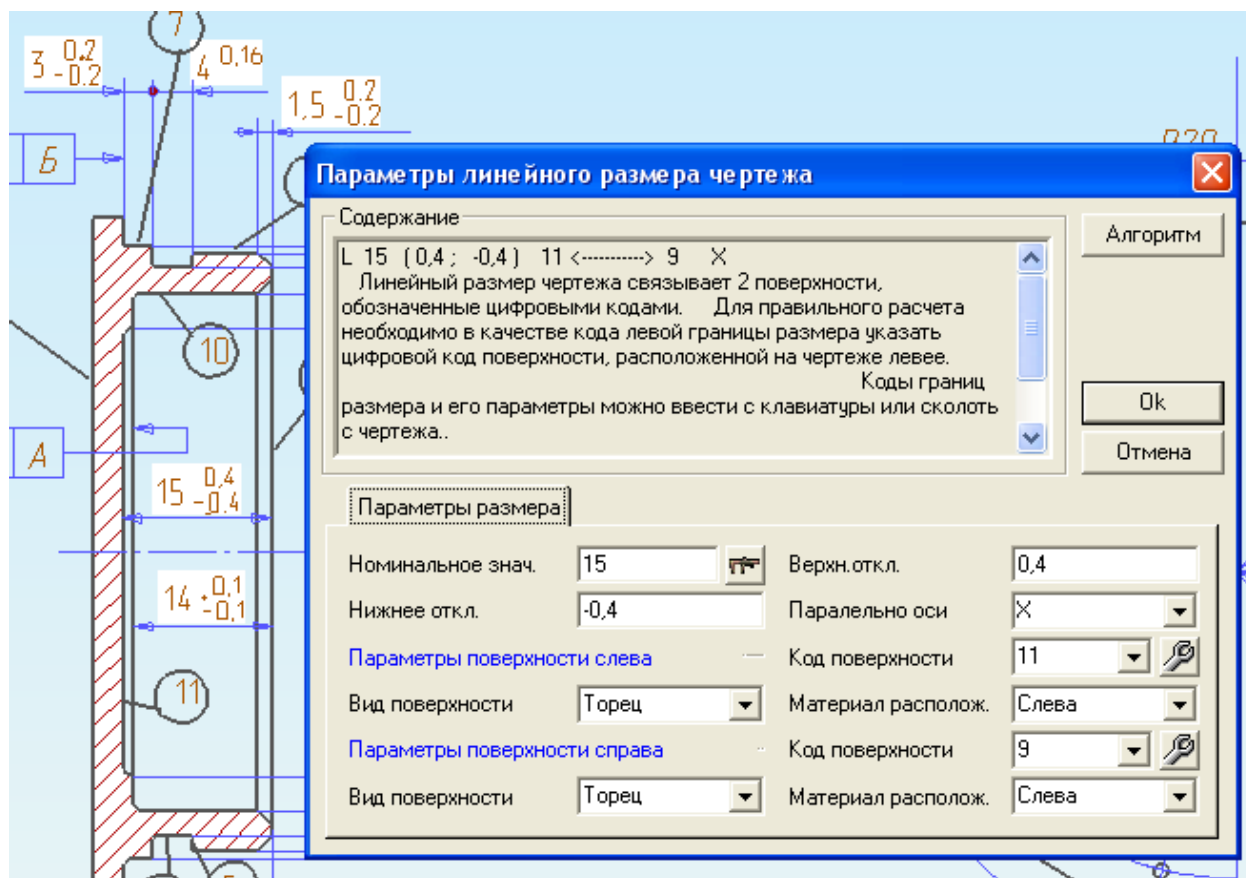 7
3 0.2
-0.2
4 0,16
1,5 0.2
-0.2
Б
R20
Параметры линейного размера чертежа
Содержание
L 15 (0,4 ; -0,4) 11 <-----------> 9 X
Линейный размер чертежа связывает 2 поверхности,
обозначенные цифровыми кодами. Для правильного расчета
необходимо в качестве кода левой границы размера указать
цифровой код поверхности, расположенной на чертеже левее.
Коды границ
размера и его параметры можно ввести с клавиатуры или сколоть
с чертежа..
Алгоритм
Ok
Отмена
10
А
15 0,4
-0.4
14 +0,1
-0,1
11
Параметры размера
Номинальное знач. 15 Верхн.откл. 0,4
Нижнее откл. -0,4 Паралельно оси X
Параметры поверхности слева Код поверхности 11
Вид поверхности Торец Материал располож. Слева
Параметры поверхности справа Код поверхности 9
Вид поверхности Торец Материал располож. Слева